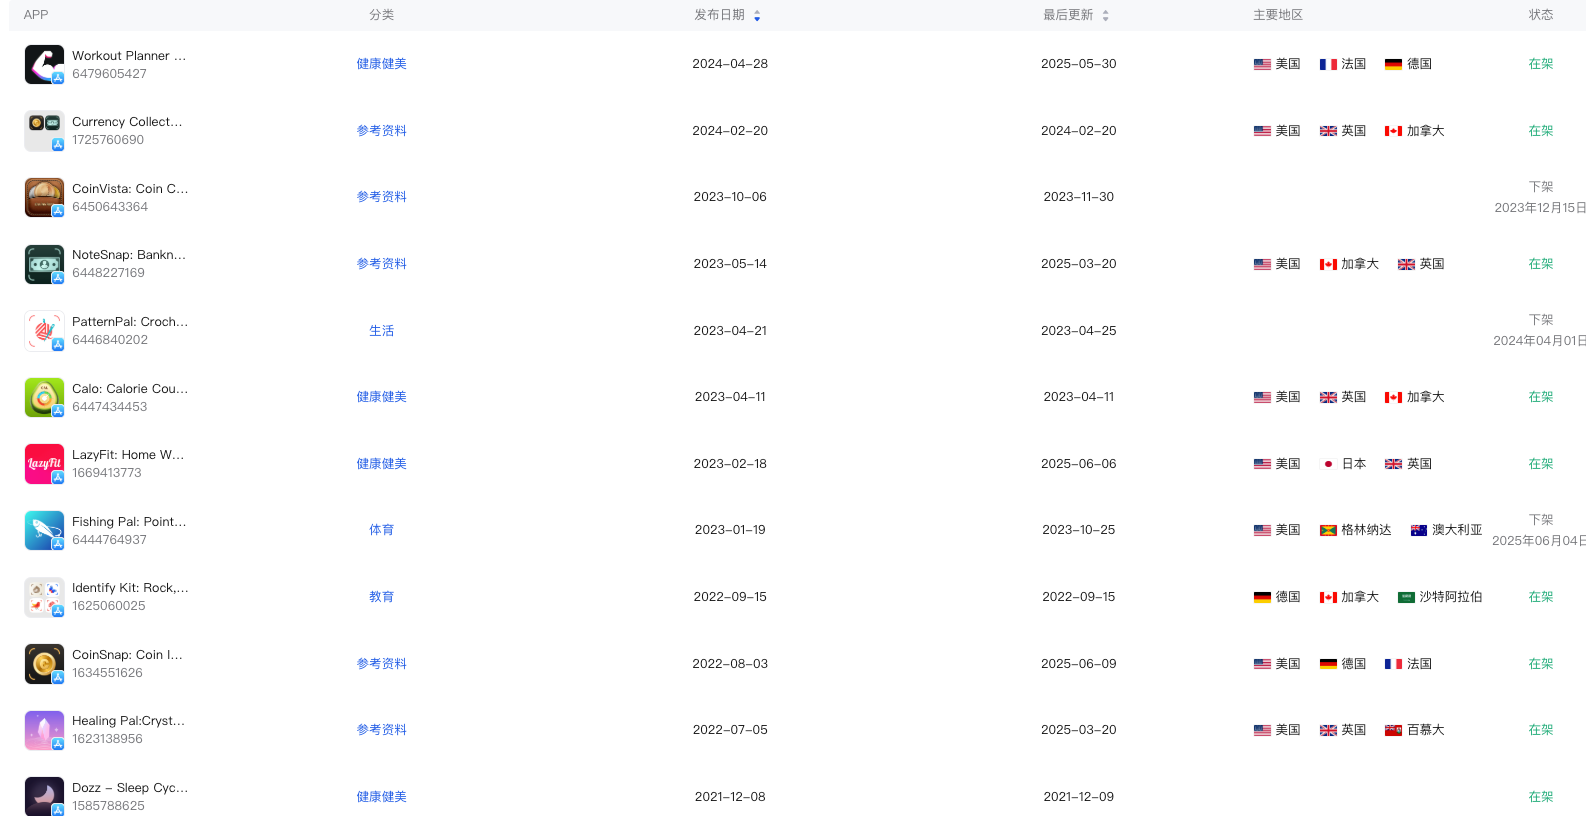 APP 分类 发布日期 最后更新 主要地区 状态
Workout Planner ...
6479605427
健康健美 2024-04-28 2025-05-30 美国 法国 德国 在架
Currency Collect...
1725760690
参考资料 2024-02-20 2024-02-20 美国 英国 加拿大 在架
CoinVista: Coin C...
6450643364
参考资料 2023-10-06 2023-11-30 下架
2023年12月15日
NoteSnap: Bankn...
6448227169
参考资料 2023-05-14 2025-03-20 美国 加拿大 英国 在架
PatternPal: Croch...
6446840202
生活 2023-04-21 2023-04-25 下架
2024年04月01日
Calo: Calorie Cou...
6447434453
健康健美 2023-04-11 2023-04-11 美国 英国 加拿大 在架
LazyFit
LazyFit: Home W...
1669413773
健康健美 2023-02-18 2025-06-06 美国 日本 英国 在架
Fishing Pal: Point...
6444764937
体育 2023-01-19 2023-10-25 美国 格林纳达 澳大利亚 下架
2025年06月04日
Identify Kit: Rock,...
1625060025
教育 2022-09-15 2022-09-15 德国 加拿大 沙特阿拉伯 在架
CoinSnap: Coin I...
1634551626
参考资料 2022-08-03 2025-06-09 美国 德国 法国 在架
Healing Pal:Cryst...
1623138956
参考资料 2022-07-05 2025-03-20 美国 英国 百慕大 在架
Dozz - Sleep Cyc...
1585788625
健康健美 2021-12-08 2021-12-09 在架